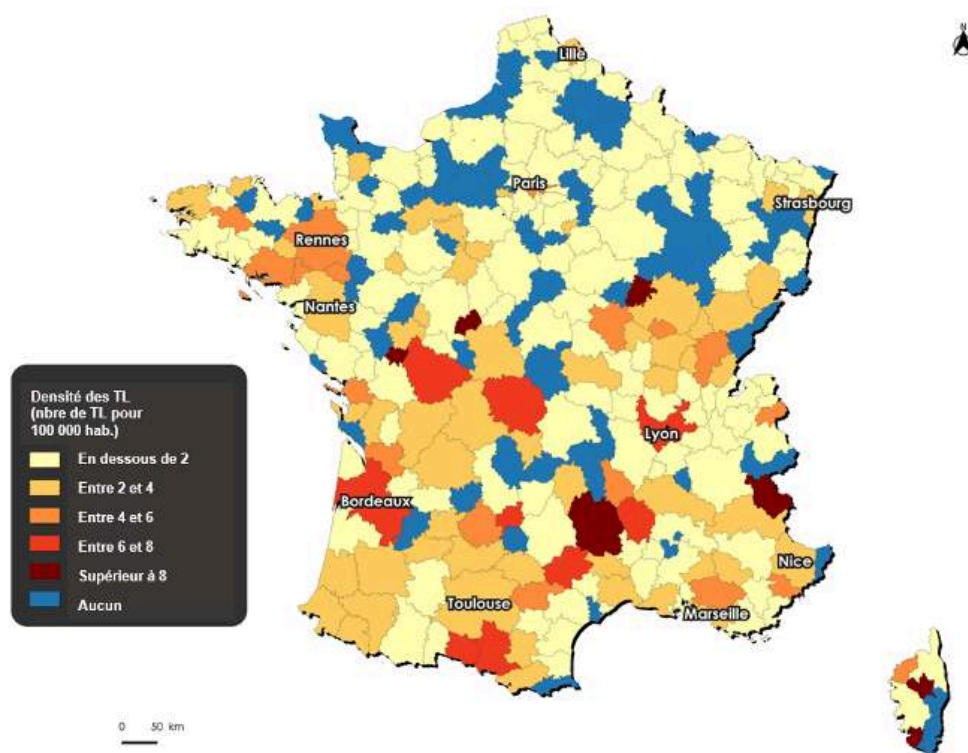 N
Lille
Paris
Strasbourg
Rennes
Nantes
Densité des TL
(nbre de TL pour
100 000 hab.)
En dessous de 2
Entre 2 et 4
Entre 4 et 6
Entre 6 et 8
Supérieur à 8
Aucun
Lyon
Bordeaux
Nice
Toulouse
Marseille
0 50 km